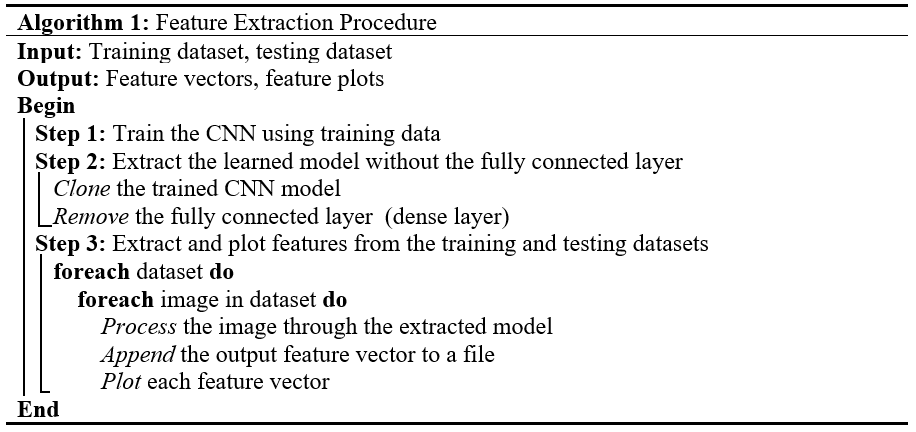 Algorithm 1: Feature Extraction Procedure
Input: Training dataset, testing dataset
Output: Feature vectors, feature plots
Begin
Step 1: Train the CNN using training data
Step 2: Extract the learned model without the fully connected layer
Clone the trained CNN model
Remove the fully connected layer (dense layer)
Step 3: Extract and plot features from the training and testing datasets
foreach dataset do
foreach image in dataset do
Process the image through the extracted model
Append the output feature vector to a file
Plot each feature vector
End